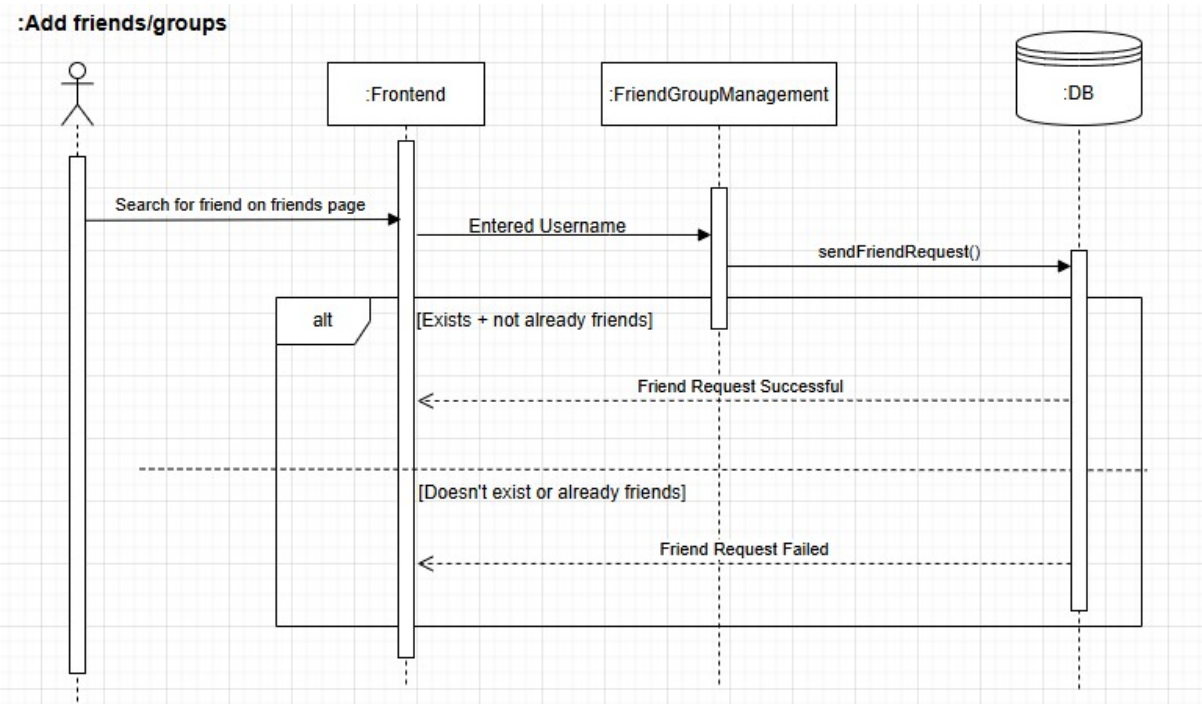 :Add friends/groups
:Frontend
:FriendGroupManagement
:DB
Search for friend on friends page
Entered Username
sendFriendRequest()
alt
[Exists + not already friends]
Friend Request Successful
[Doesn't exist or already friends]
Friend Request Failed